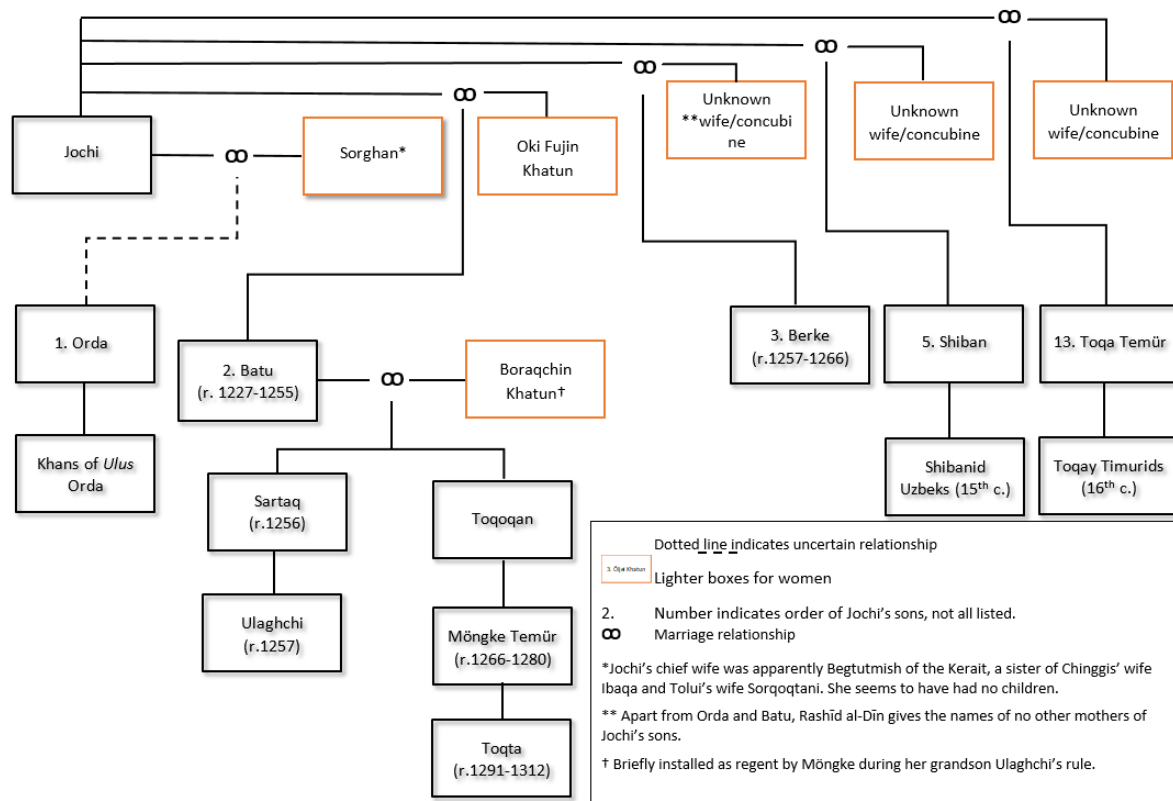 Jochi
Sorghan*
Oki Fujin
Khatun
Unknown
**wife/concubi
ne
Unknown
wife/concubine
Unknown
wife/concubine
1. Orda
2. Batu
(r. 1227-1255)
Boraqchin
Khatun†
3. Berke
(r.1257-1266)
5. Shiban
13. Toqa Temür
Khans of Ulus
Orda
Sartaq
(r.1256)
Toqoqan
Shibanid
Uzbeks (15th c.)
Toqay Timurids
(16th c.)
Ulaghchi
(r.1257)
Möngke Temür
(r.1266-1280)
Toqta
(r.1291-1312)
Dotted line indicates uncertain relationship
3. Öljei Khatun
Lighter boxes for women
2. Number indicates order of Jochi's sons, not all listed.
Marriage relationship
*Jochi's chief wife was apparently Begtutmish of the Kerait, a sister of Chinggis' wife
Ibaqa and Tolui's wife Sorqoqtani. She seems to have had no children.
** Apart from Orda and Batu, Rashīd al-Dīn gives the names of no other mothers of
Jochi's sons.
† Briefly installed as regent by Möngke during her grandson Ulaghchi's rule.